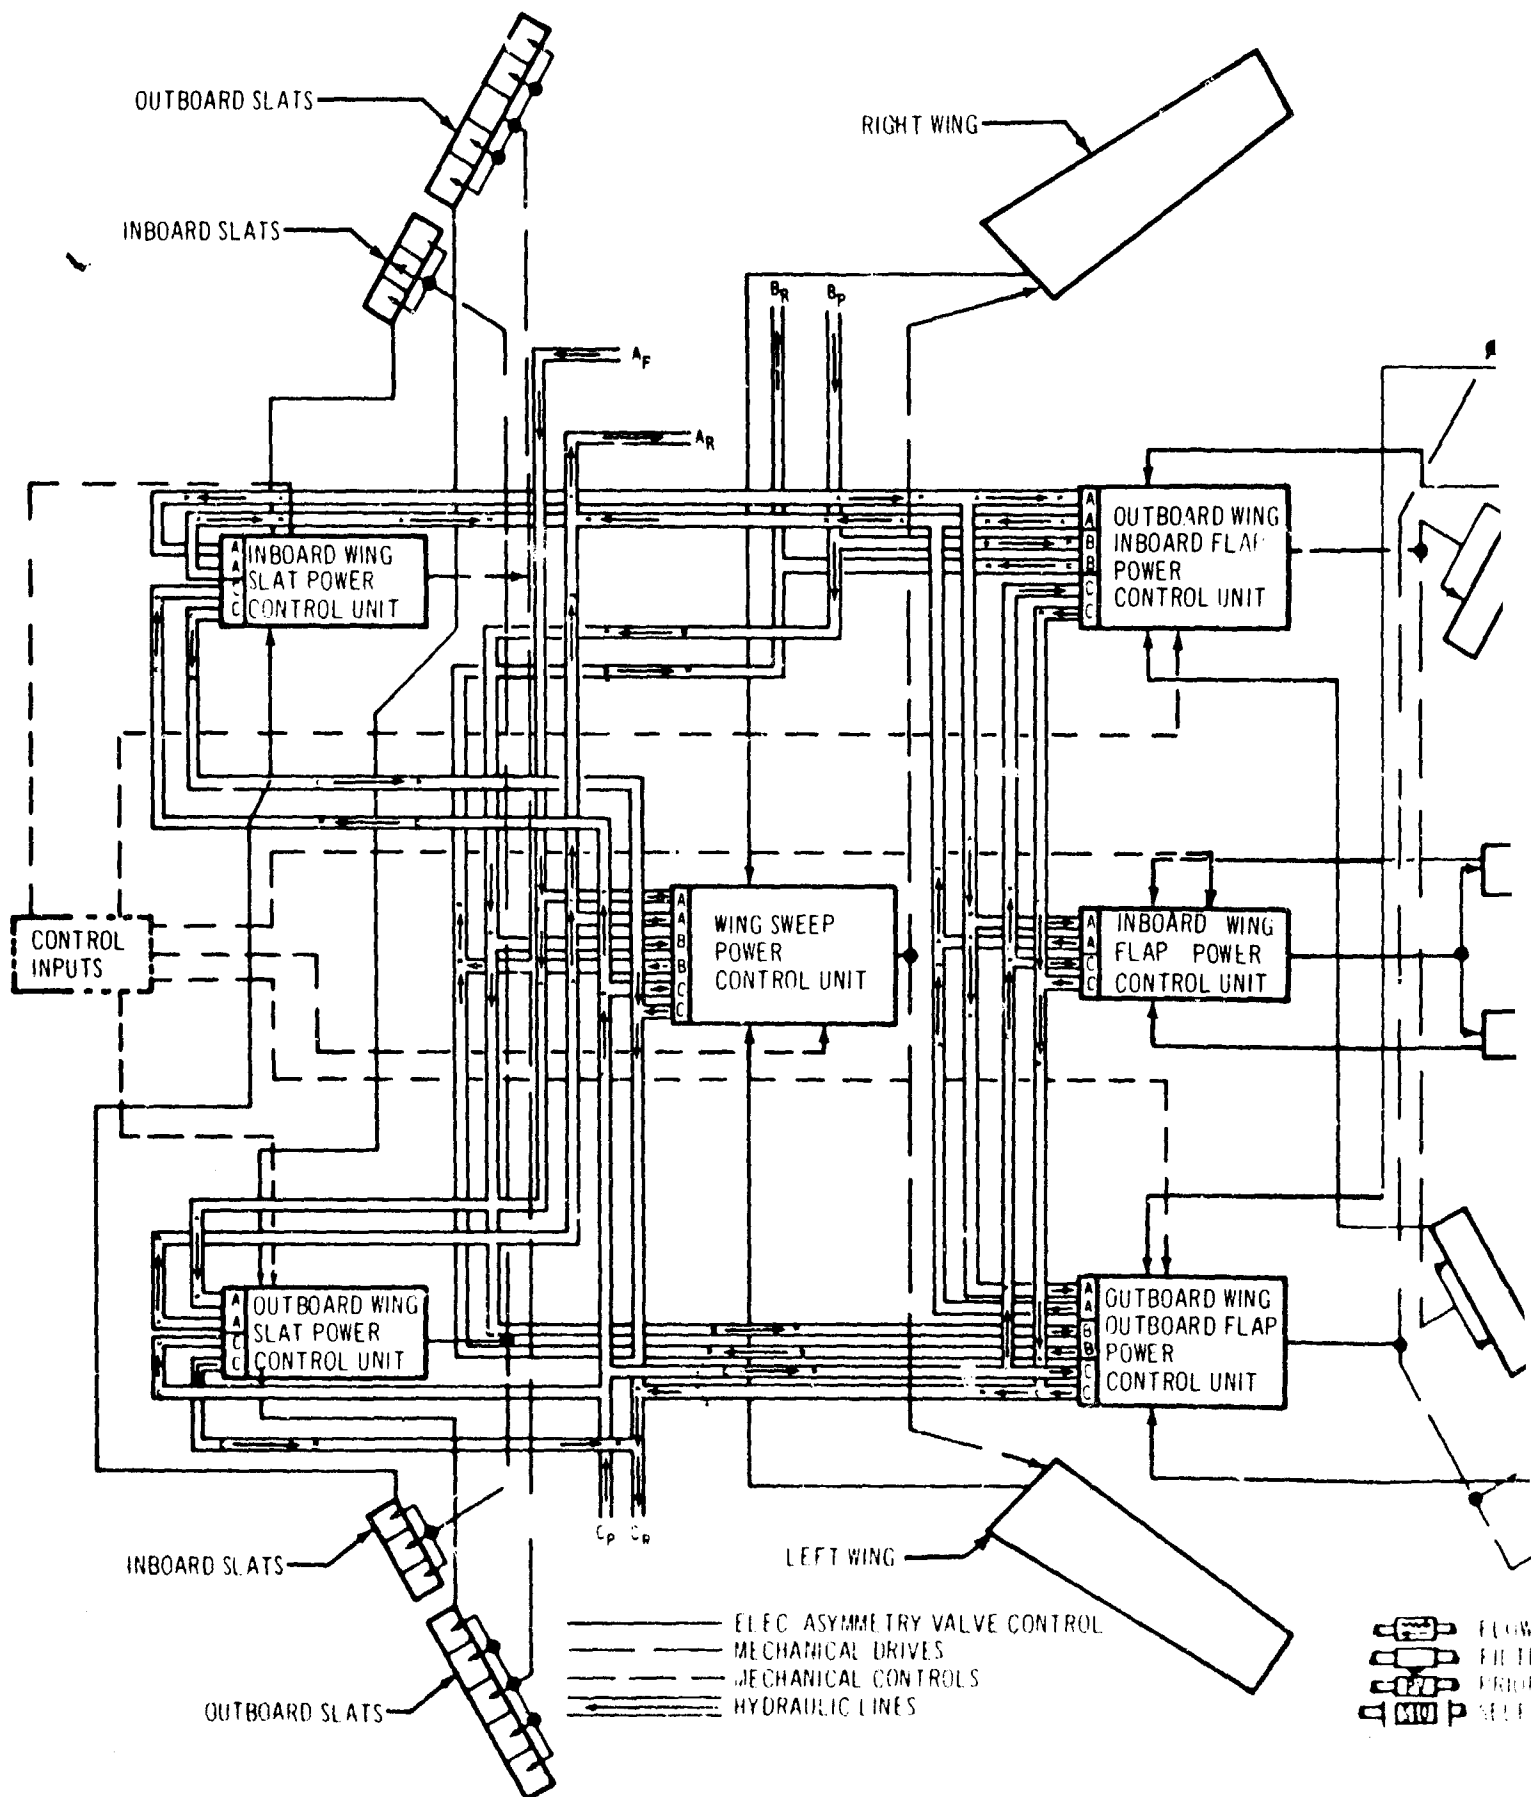 OUTBOARD SLATS
RIGHT WING
INBOARD SLATS
B_R
B_P
A_R
A
A
B
B
C
C
OUTBOARD WING
INBOARD FLAP
POWER
CONTROL UNIT
A
A
C
C
INBOARD WING
SLAT POWER
CONTROL UNIT
CONTROL
INPUTS
A
A
B
B
C
C
WING SWEEP
POWER
CONTROL UNIT
A
A
C
C
INBOARD WING
FLAP POWER
CONTROL UNIT
A
A
C
C
OUTBOARD WING
SLAT POWER
CONTROL UNIT
A
A
B
B
C
C
OUTBOARD WING
OUTBOARD FLAP
POWER
CONTROL UNIT
C_P
C_R
INBOARD SLATS
LEFT WING
OUTBOARD SLATS
ELEC ASYMMETRY VALVE CONTROL
MECHANICAL DRIVES
MECHANICAL CONTROLS
HYDRAULIC LINES